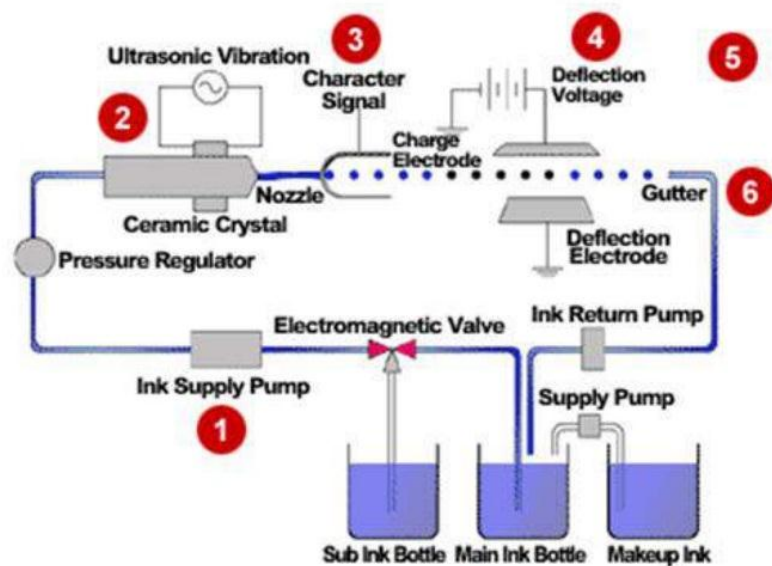 3
4
5
Ultrasonic Vibration
Character
Signal
Deflection
Voltage
2
Charge
Electrode
Nozzle
Gutter
6
Ceramic Crystal
Deflection
Electrode
Pressure Regulator
Electromagnetic Valve
Ink Return Pump
Ink Supply Pump
Supply Pump
1
Sub Ink Bottle
Main Ink Bottle
Makeup Ink